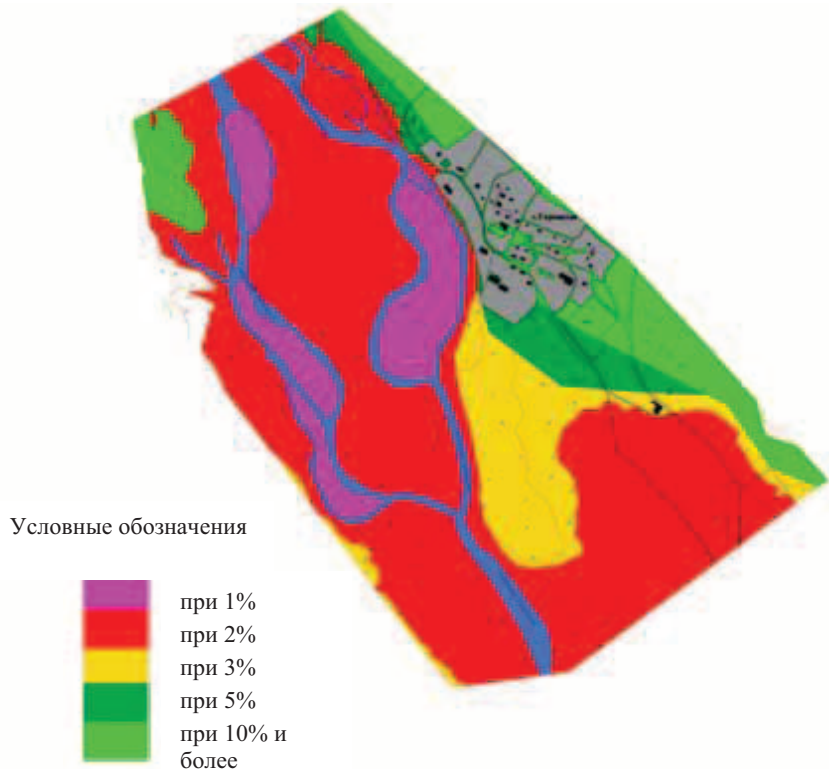 Условные обозначения
при 1%
при 2%
при 3%
при 5%
при 10% и
более